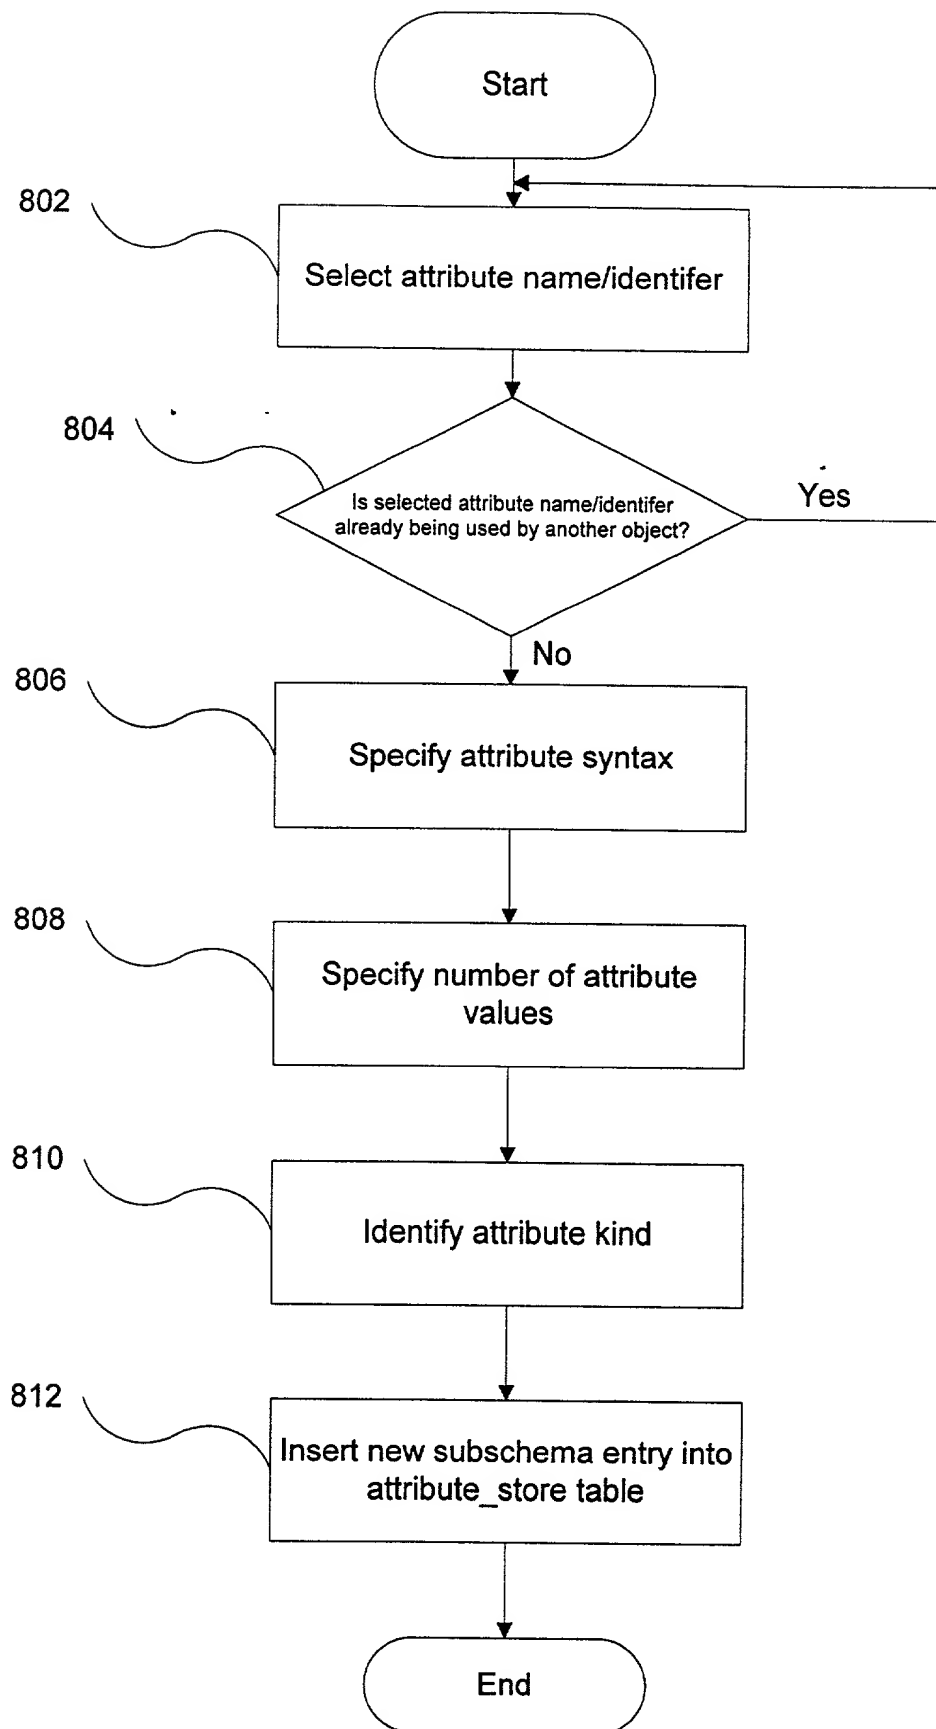 Start
802
Select attribute name/identifer
804
Is selected attribute name/identifer
already being used by another object?
Yes
No
806
Specify attribute syntax
808
Specify number of attribute
values
810
Identify attribute kind
812
Insert new subschema entry into
attribute_store table
End